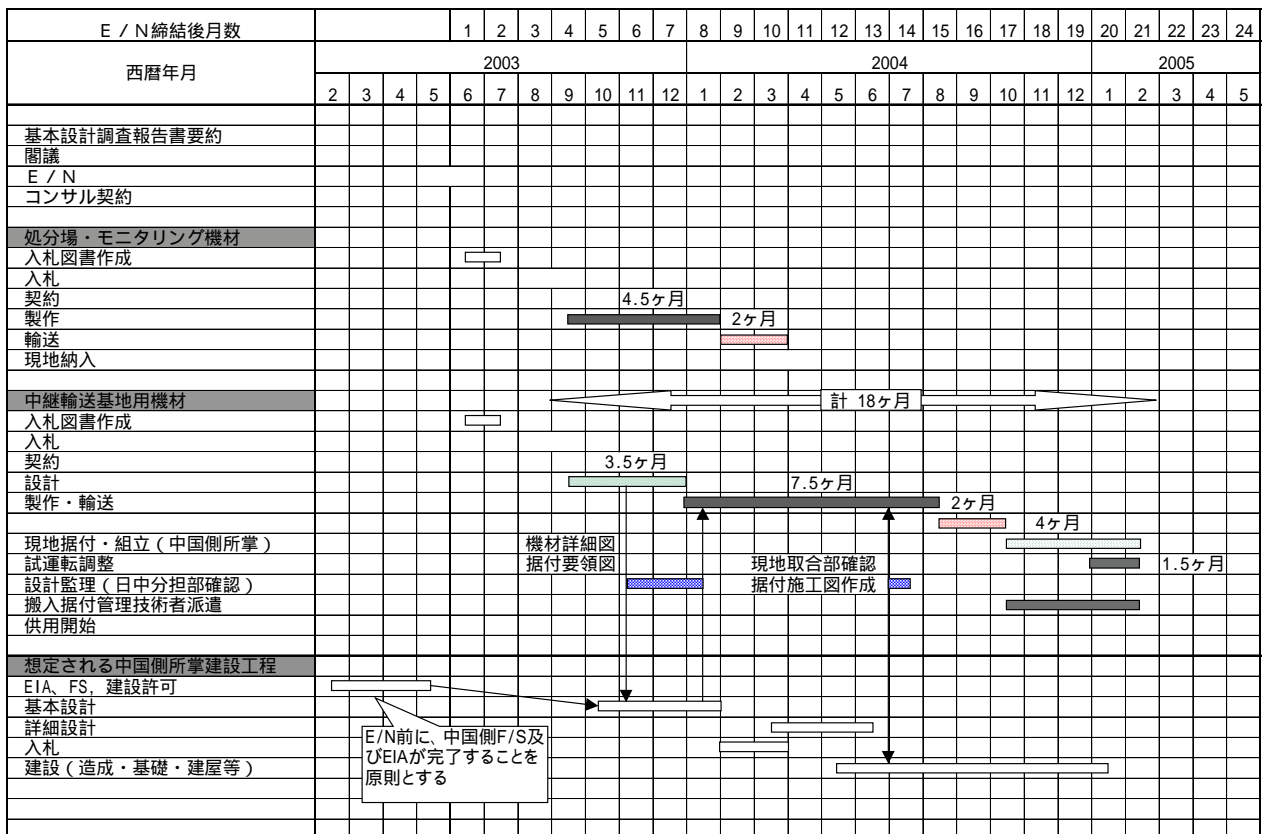 E / N締結後月数 1 2 3 4 5 6 7 8 9 10 11 12 13 14 15 16 17 18 19 20 21 22 23 24
西暦年月 2003 2004 2005
2 3 4 5 6 7 8 9 10 11 12 1 2 3 4 5 6 7 8 9 10 11 12 1 2 3 4 5
基本設計調査報告書要約
閣議
E / N
コンサル契約
処分場・モニタリング機材
入札図書作成
入札
契約 4.5ヶ月
製作 2ヶ月
輸送
現地納入
中継輸送基地用機材 計 18ヶ月
入札図書作成
入札
契約 3.5ヶ月
設計 7.5ヶ月
製作・輸送 2ヶ月
4ヶ月
現地据付・組立(中国側所掌) 機材詳細図
試運転調整 据付要領図 現地取合部確認 1.5ヶ月
設計監理(日中分担部確認) 据付施工図作成
搬入据付管理技術者派遣
供用開始
想定される中国側所掌建設工程
EIA、FS, 建設許可
基本設計
詳細設計
入札
建設(造成・基礎・建屋等)
E/N前に、中国側F/S及
びEIAが完了することを
原則とする